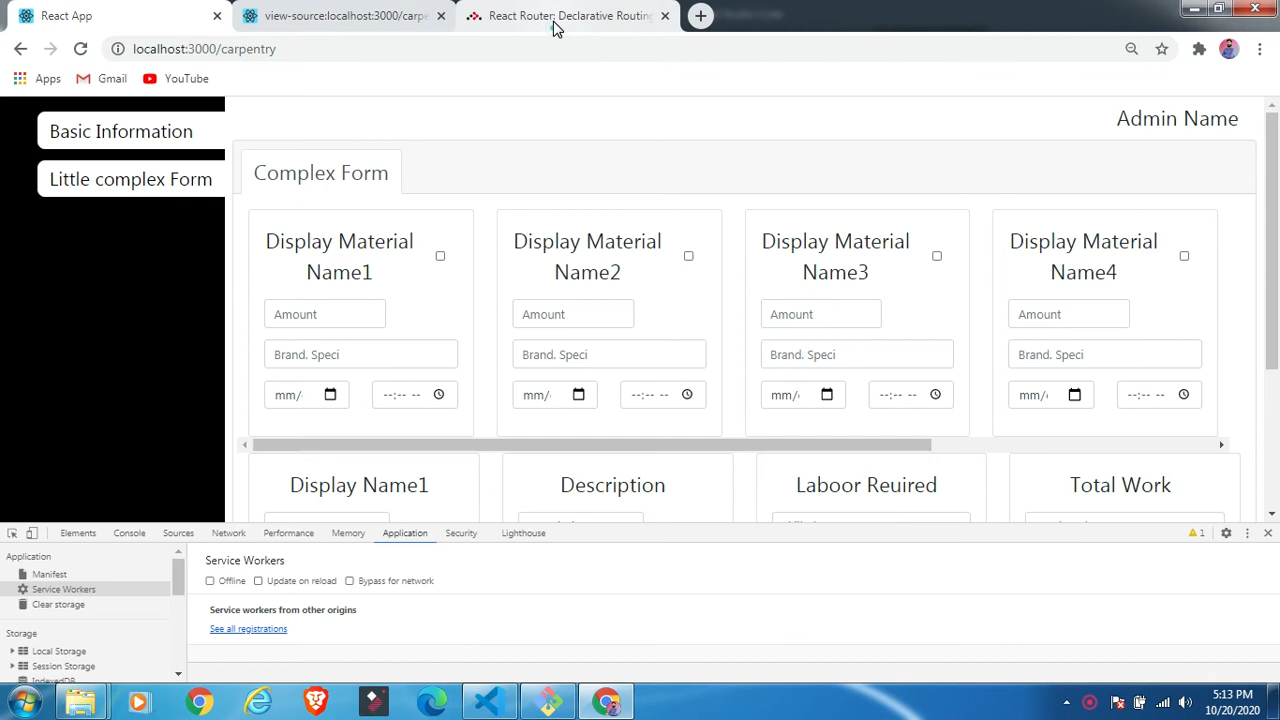 React App
view-source:localhost:3000/carpe
React Router: Declarative Routing
localhost:3000/carpentry
Apps
Gmail
YouTube
Basic Information
Little complex Form
Admin Name
Complex Form
Display Material Name1
Amount
Brand. Speci
mm/
--:-- --
Display Material Name2
Amount
Brand. Speci
mm/
--:-- --
Display Material Name3
Amount
Brand. Speci
mm/
--:-- --
Display Material Name4
Amount
Brand. Speci
mm/
--:-- --
Display Name1
Description
Laboor Reuired
Total Work
Elements
Console
Sources
Network
Performance
Memory
Application
Security
Lighthouse
1
Application
Manifest
Service Workers
Clear storage
Storage
Local Storage
Session Storage
IndexedDB
Service Workers
Offline
Update on reload
Bypass for network
Service workers from other origins
See all registrations
5:13 PM
10/20/2020